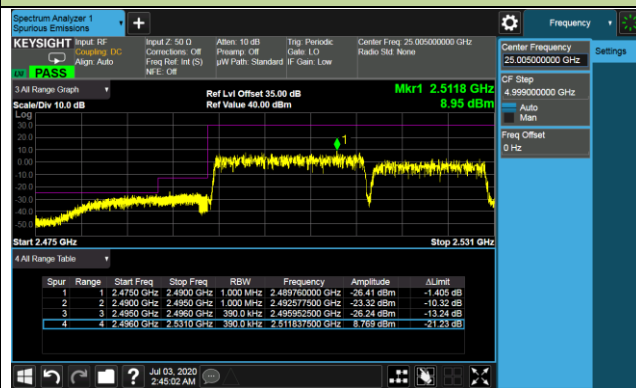 Spectrum Analyzer 1
Spurious Emissions
Frequency
KEYSIGHT
Input: RF
Coupling: DC
Align: Auto
Input Z: 50 Ω
Corrections: Off
Freq Ref: Int (S)
NFE: Off
Atten: 10 dB
Preamp: Off
µW Path: Standard
Trig: Periodic
Gate: LO
IF Gain: Low
Center Freq: 25.005000000 GHz
Radio Std: None
PASS
Center Frequency
25.005000000 GHz
Settings
CF Step
4.999000000 GHz
Auto
Man
Freq Offset
0 Hz
3 All Range Graph
Scale/Div 10.0 dB
Ref Lvl Offset 35.00 dB
Ref Value 40.00 dBm
Mkr1 2.5118 GHz
8.95 dBm
Log
30.0
20.0
10.0
0.00
-10.0
-20.0
-30.0
-40.0
-50.0
1
Start 2.475 GHz
Stop 2.531 GHz
4 All Range Table
Spur Range Start Freq Stop Freq RBW Frequency Amplitude ΔLimit
1 1 2.4750 GHz 2.4900 GHz 1.000 MHz 2.489760000 GHz -26.41 dBm -1.405 dB
2 2 2.4900 GHz 2.4950 GHz 1.000 MHz 2.492577500 GHz -23.32 dBm -10.32 dB
3 3 2.4950 GHz 2.4960 GHz 390.0 kHz 2.495952500 GHz -26.24 dBm -13.24 dB
4 4 2.4960 GHz 2.5310 GHz 390.0 kHz 2.511837500 GHz 8.769 dBm -21.23 dB
?
Jul 03, 2020
2:45:02 AM